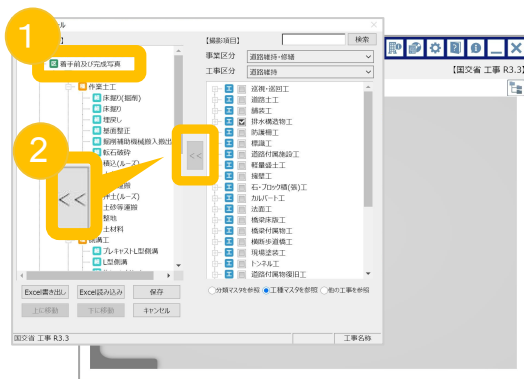 1
ル
】
着手前及び完成写真
作業土工
床掘り(掘削)
床掘り
埋戻し
基面整正
掘削補助機械搬入搬出
転石破砕
積込(ルーズ)
運搬
押土(ルーズ)
土砂等運搬
整地
土材料
側溝工
プレキャストL型側溝
L型側溝
2
<<
<<
【撮影項目】
検索
事業区分
道路維持・修繕
工事区分
道路維持
巡視・巡回工
道路土工
舗装工
排水構造物工
防護柵工
標識工
道路付属施設工
軽量盛土工
擁壁工
石・ブロック積(張)工
カルバート工
法面工
橋梁床版工
橋梁付属物工
横断歩道橋工
現場塗装工
トンネル工
道路付属物復旧工
分類マスタを参照
工種マスタを参照
他の工事を参照
Excel書き出し
Excel読み込み
保存
上に移動
下に移動
キャンセル
国交省 工事 R3.3
工事名称
【国交省 工事 R3.3】